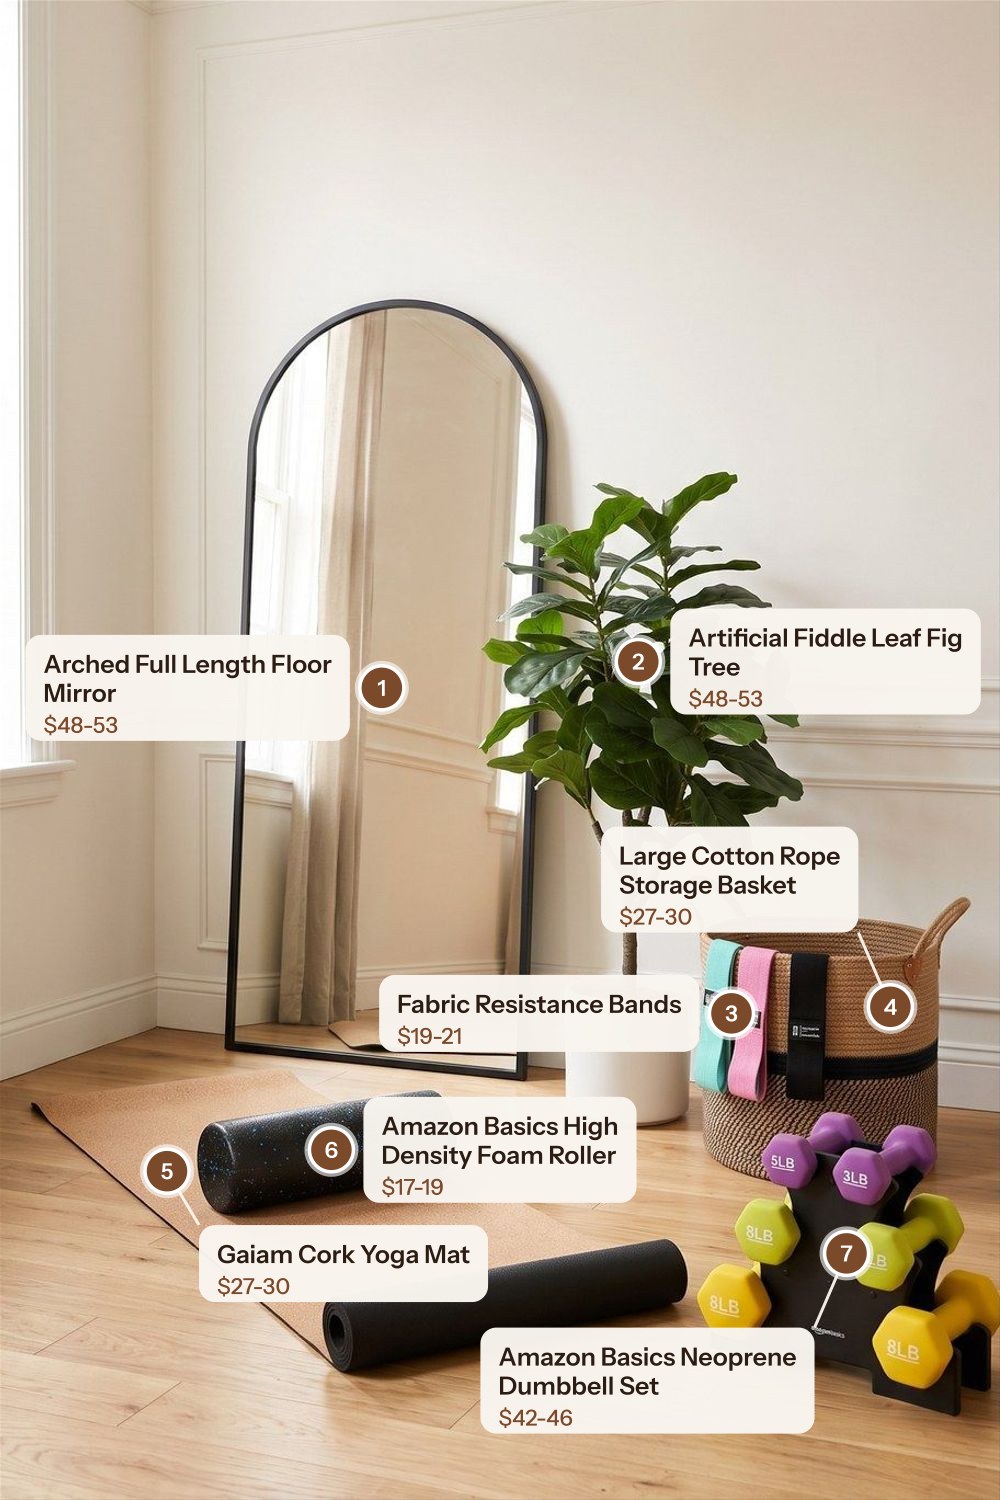 Arched Full Length Floor
Mirror
$48-53
1
2
Artificial Fiddle Leaf Fig
Tree
$48-53
Large Cotton Rope
Storage Basket
$27-30
4
Fabric Resistance Bands
$19-21
3
5
6
Amazon Basics High
Density Foam Roller
$17-19
Gaiam Cork Yoga Mat
$27-30
5LB
3LB
8LB
7
LB
8LB
8LB
Amazon Basics Neoprene
Dumbbell Set
$42-46